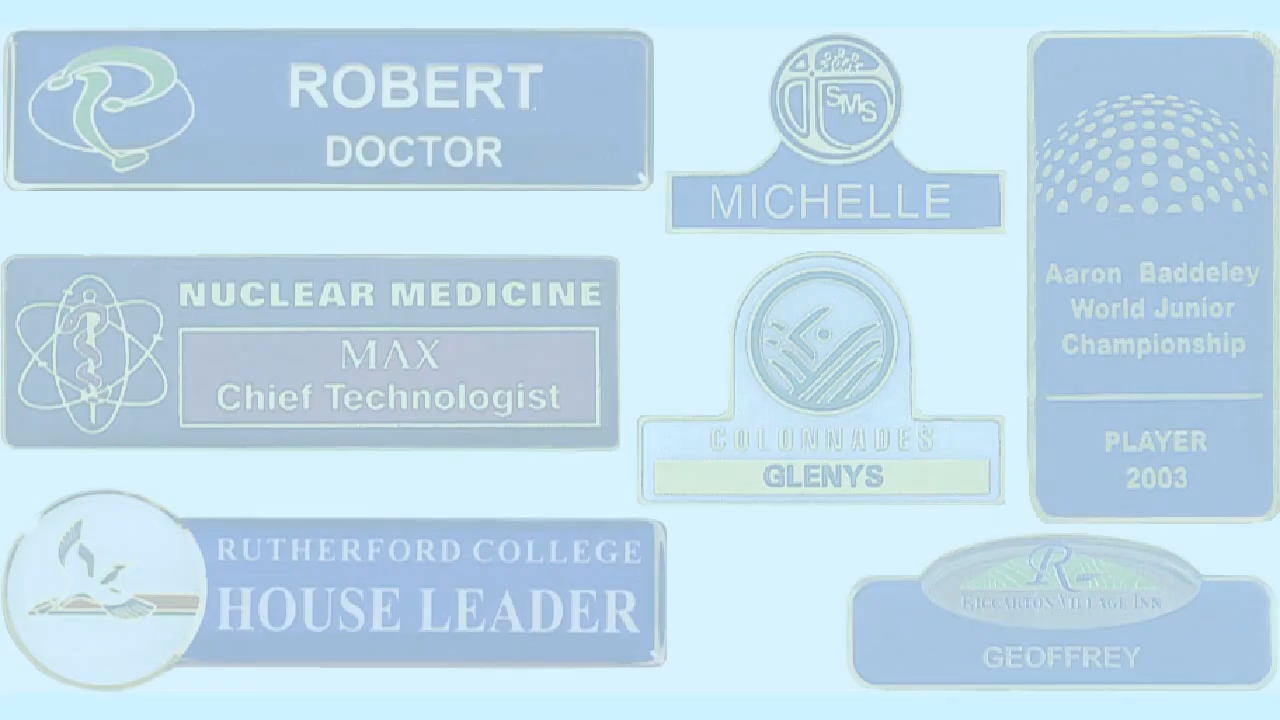 ROBERT
DOCTOR
SMS
MICHELLE
Aaron Baddeley
World Junior
Championship
PLAYER
2003
NUCLEAR MEDICINE
MAX
Chief Technologist
COLONNADES
GLENYS
RUTHERFORD COLLEGE
HOUSE LEADER
R
RICCARTON VILLAGE INN
GEOFFREY